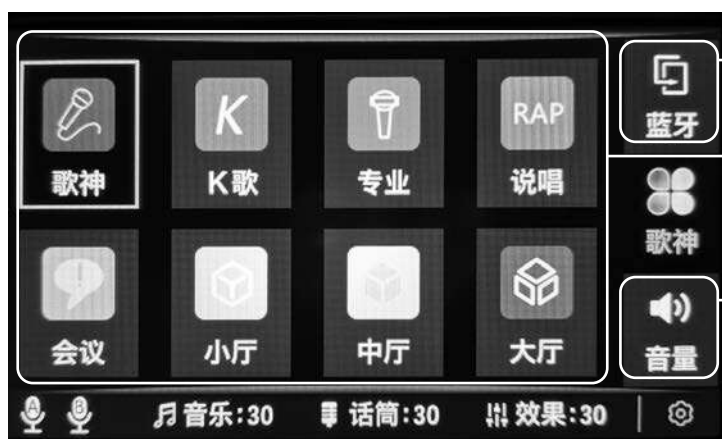 K
RAP
蓝牙
歌神 K歌 专业 说唱
歌神
会议 小厅 中厅 大厅
音量
A B 音乐:30 话筒:30 效果:30